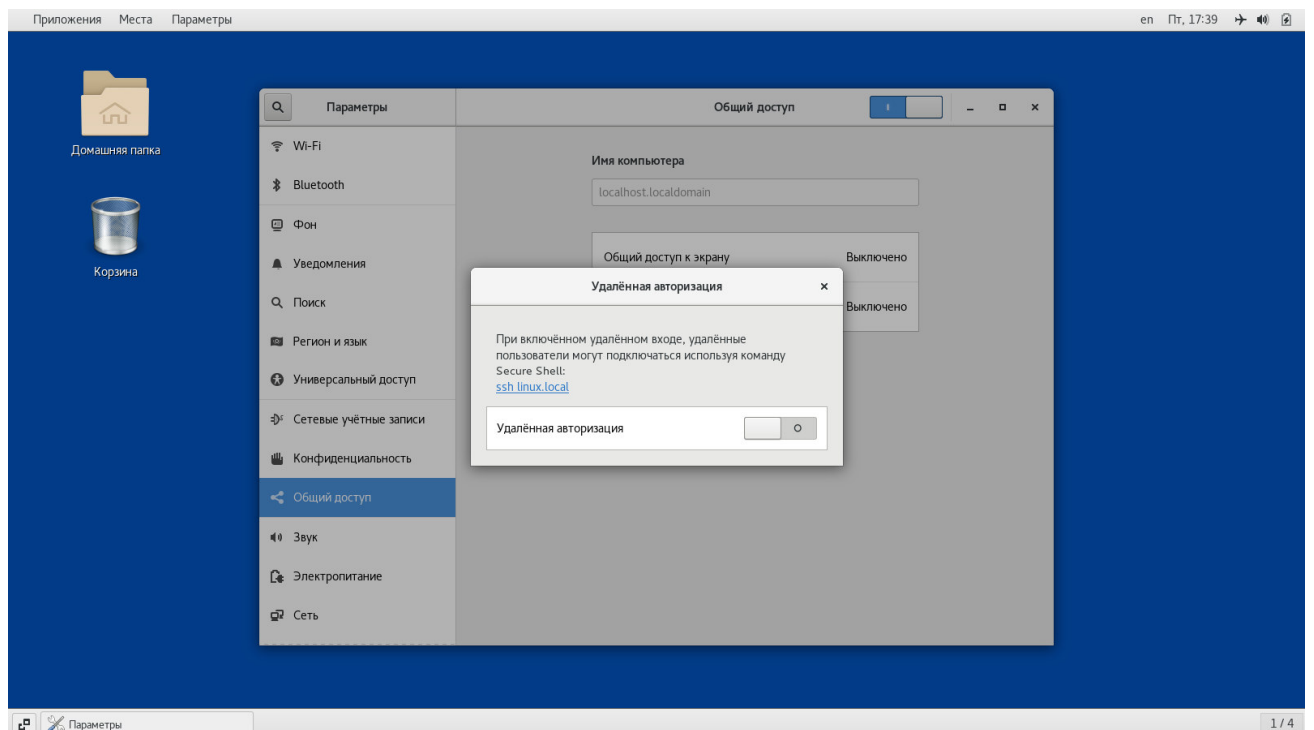 Приложения Места Параметры
en Пт, 17:39
Домашняя папка
Корзина
Параметры
Общий доступ
Wi-Fi
Bluetooth
Фон
Уведомления
Поиск
Регион и язык
Универсальный доступ
Сетевые учётные записи
Конфиденциальность
Общий доступ
Звук
Электропитание
Сеть
Имя компьютера
localhost.localdomain
Общий доступ к экрану Выключено
Выключено
Удалённая авторизация
При включённом удалённом входе, удалённые
пользователи могут подключаться используя команду
Secure Shell:
ssh linux.local
Удалённая авторизация
Параметры
1 / 4